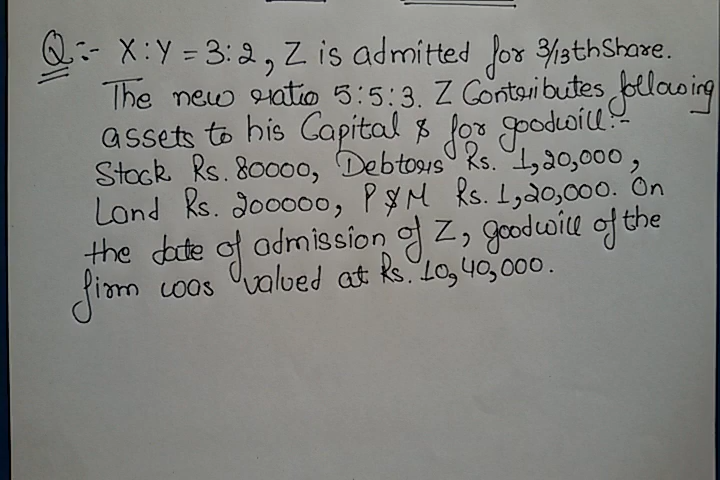 Q:- X:Y = 3:2, Z is admitted for 3/13th Share.
The new ratio 5:5:3. Z Contributes following
assets to his Capital & for goodwill:-
Stock Rs. 80000, Debtors Rs. 1,20,000,
Land Rs. 200000, P&M Rs. 1,20,000. On
the date of admission of Z, goodwill of the
firm was valued at Rs. 10,40,000.